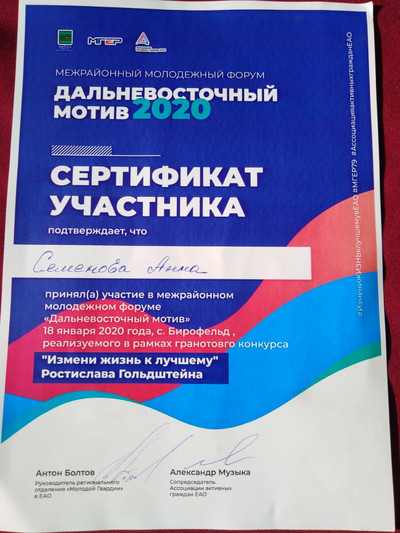 МГЕР
МЕЖРАЙОННЫЙ МОЛОДЕЖНЫЙ ФОРУМ
ДАЛЬНЕВОСТОЧНЫЙ
МОТИВ 2020
СЕРТИФИКАТ
УЧАСТНИКА
подтверждает, что
Семенова Анна
принял(а) участие в межрайонном
молодежном форуме
«Дальневосточный мотив»
18 января 2020 года, с. Бирофельд ,
реализуемого в рамках гранотвго конкурса
"Измени жизнь к лучшему"
Ростислава Гольдштейна
Антон Болтов
Руководитель регионального
отделения «Молодой Гвардии»
в ЕАО
Александр Музыка
Сопредседатель
Ассоциации активных
граждан ЕАО
#ИзмениЖИЗНЬклучшемувЕАО #МГЕР79 #АссоциацияактивныхгражданЕАО